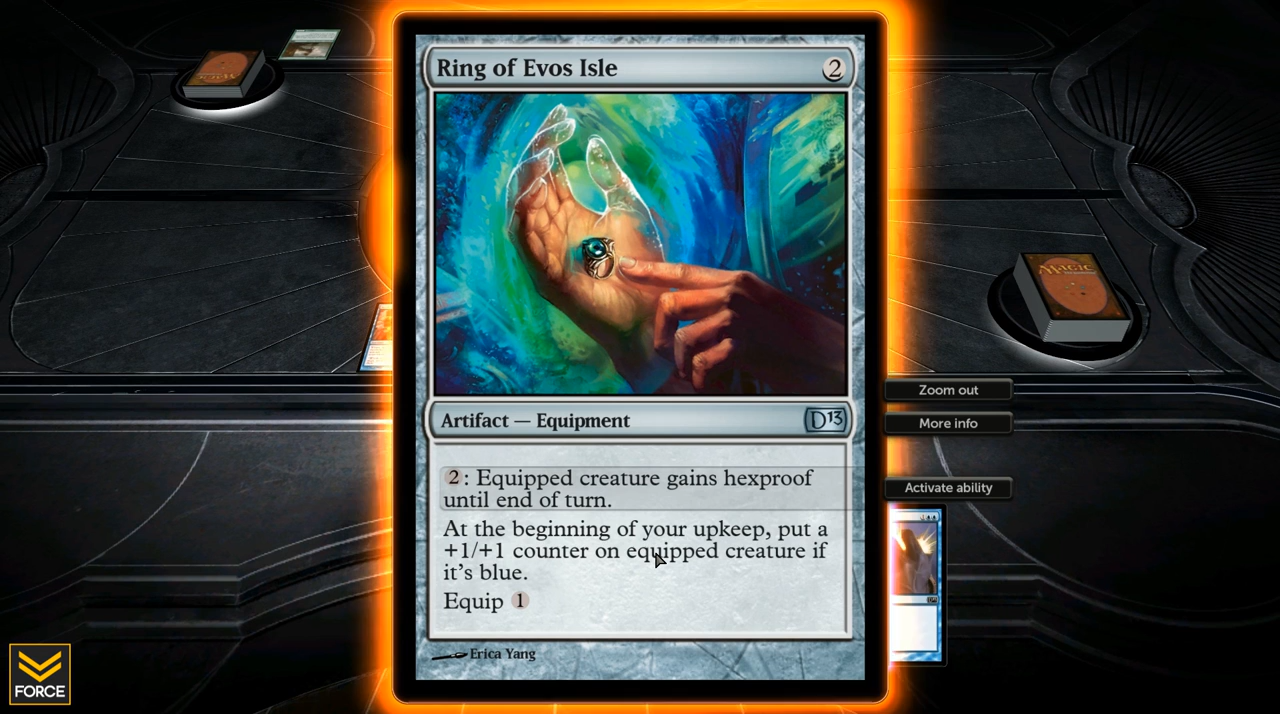 Ring of Evos Isle 2
MAGIC
Artifact — Equipment D13
2: Equipped creature gains hexproof
until end of turn.
At the beginning of your upkeep, put a
+1/+1 counter on equipped creature if
it's blue.
Equip 1
Erica Yang
Zoom out
More info
Activate ability
FORCE